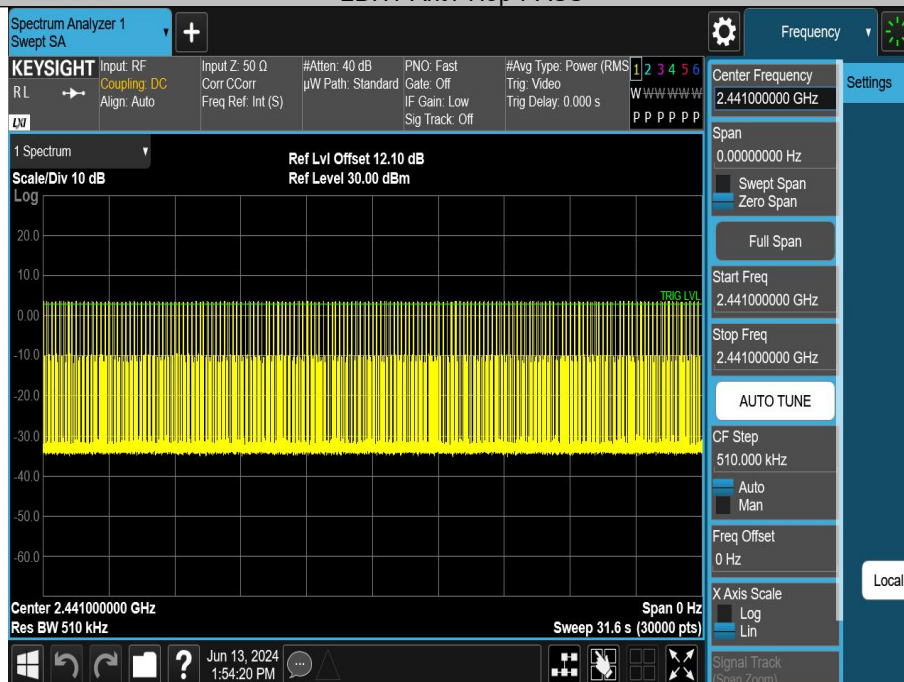 Spectrum Analyzer 1
Swept SA
Frequency
KEYSIGHT
RL
LXI
Input: RF
Coupling: DC
Align: Auto
Input Z: 50 Ω
Corr CCorr
Freq Ref: Int (S)
#Atten: 40 dB
µW Path: Standard
PNO: Fast
Gate: Off
IF Gain: Low
Sig Track: Off
#Avg Type: Power (RMS
Trig: Video
Trig Delay: 0.000 s
1 2 3 4 5 6
W W W W W W
P P P P P P
Center Frequency
2.441000000 GHz
Settings
Span
0.00000000 Hz
Swept Span
Zero Span
Full Span
Start Freq
2.441000000 GHz
Stop Freq
2.441000000 GHz
AUTO TUNE
CF Step
510.000 kHz
Auto
Man
Freq Offset
0 Hz
X Axis Scale
Log
Lin
Signal Track
(Span Zoom)
Local
1 Spectrum
Scale/Div 10 dB
Ref Lvl Offset 12.10 dB
Ref Level 30.00 dBm
Log
20.0
10.0
TRIG LVL
0.00
-10.0
-20.0
-30.0
-40.0
-50.0
-60.0
Center 2.441000000 GHz
Span 0 Hz
Res BW 510 kHz
Sweep 31.6 s (30000 pts)
?
Jun 13, 2024
1:54:20 PM